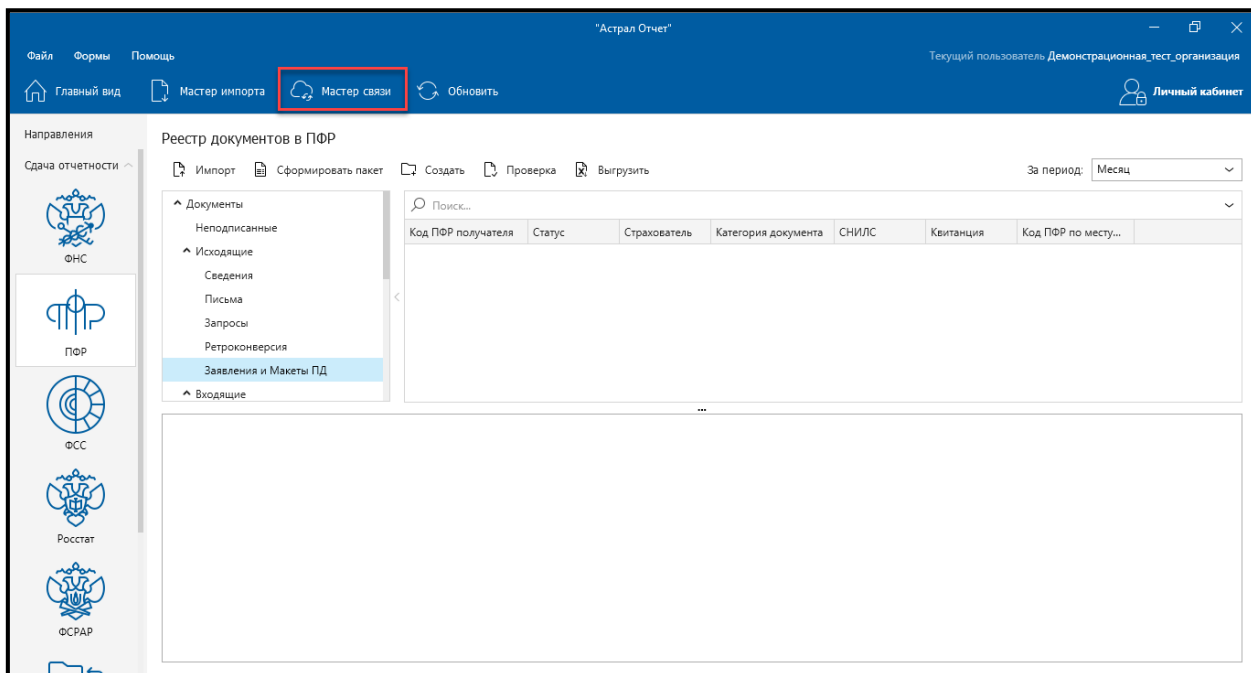 "Астрал Отчет"
Файл Формы Помощь
Текущий пользователь Демонстрационная_тест_организация
Главный вид Мастер импорта Мастер связи Обновить Личный кабинет
Направления
Сдача отчетности
ФНС
ПФР
ФСС
Росстат
ФСРАР
Реестр документов в ПФР
Импорт Сформировать пакет Создать Проверка Выгрузить За период: Месяц
Документы
Неподписанные
Исходящие
Сведения
Письма
Запросы
Ретроконверсия
Заявления и Макеты ПД
Входящие
Поиск...
Код ПФР получателя Статус Страхователь Категория документа СНИЛС Квитанция Код ПФР по месту...